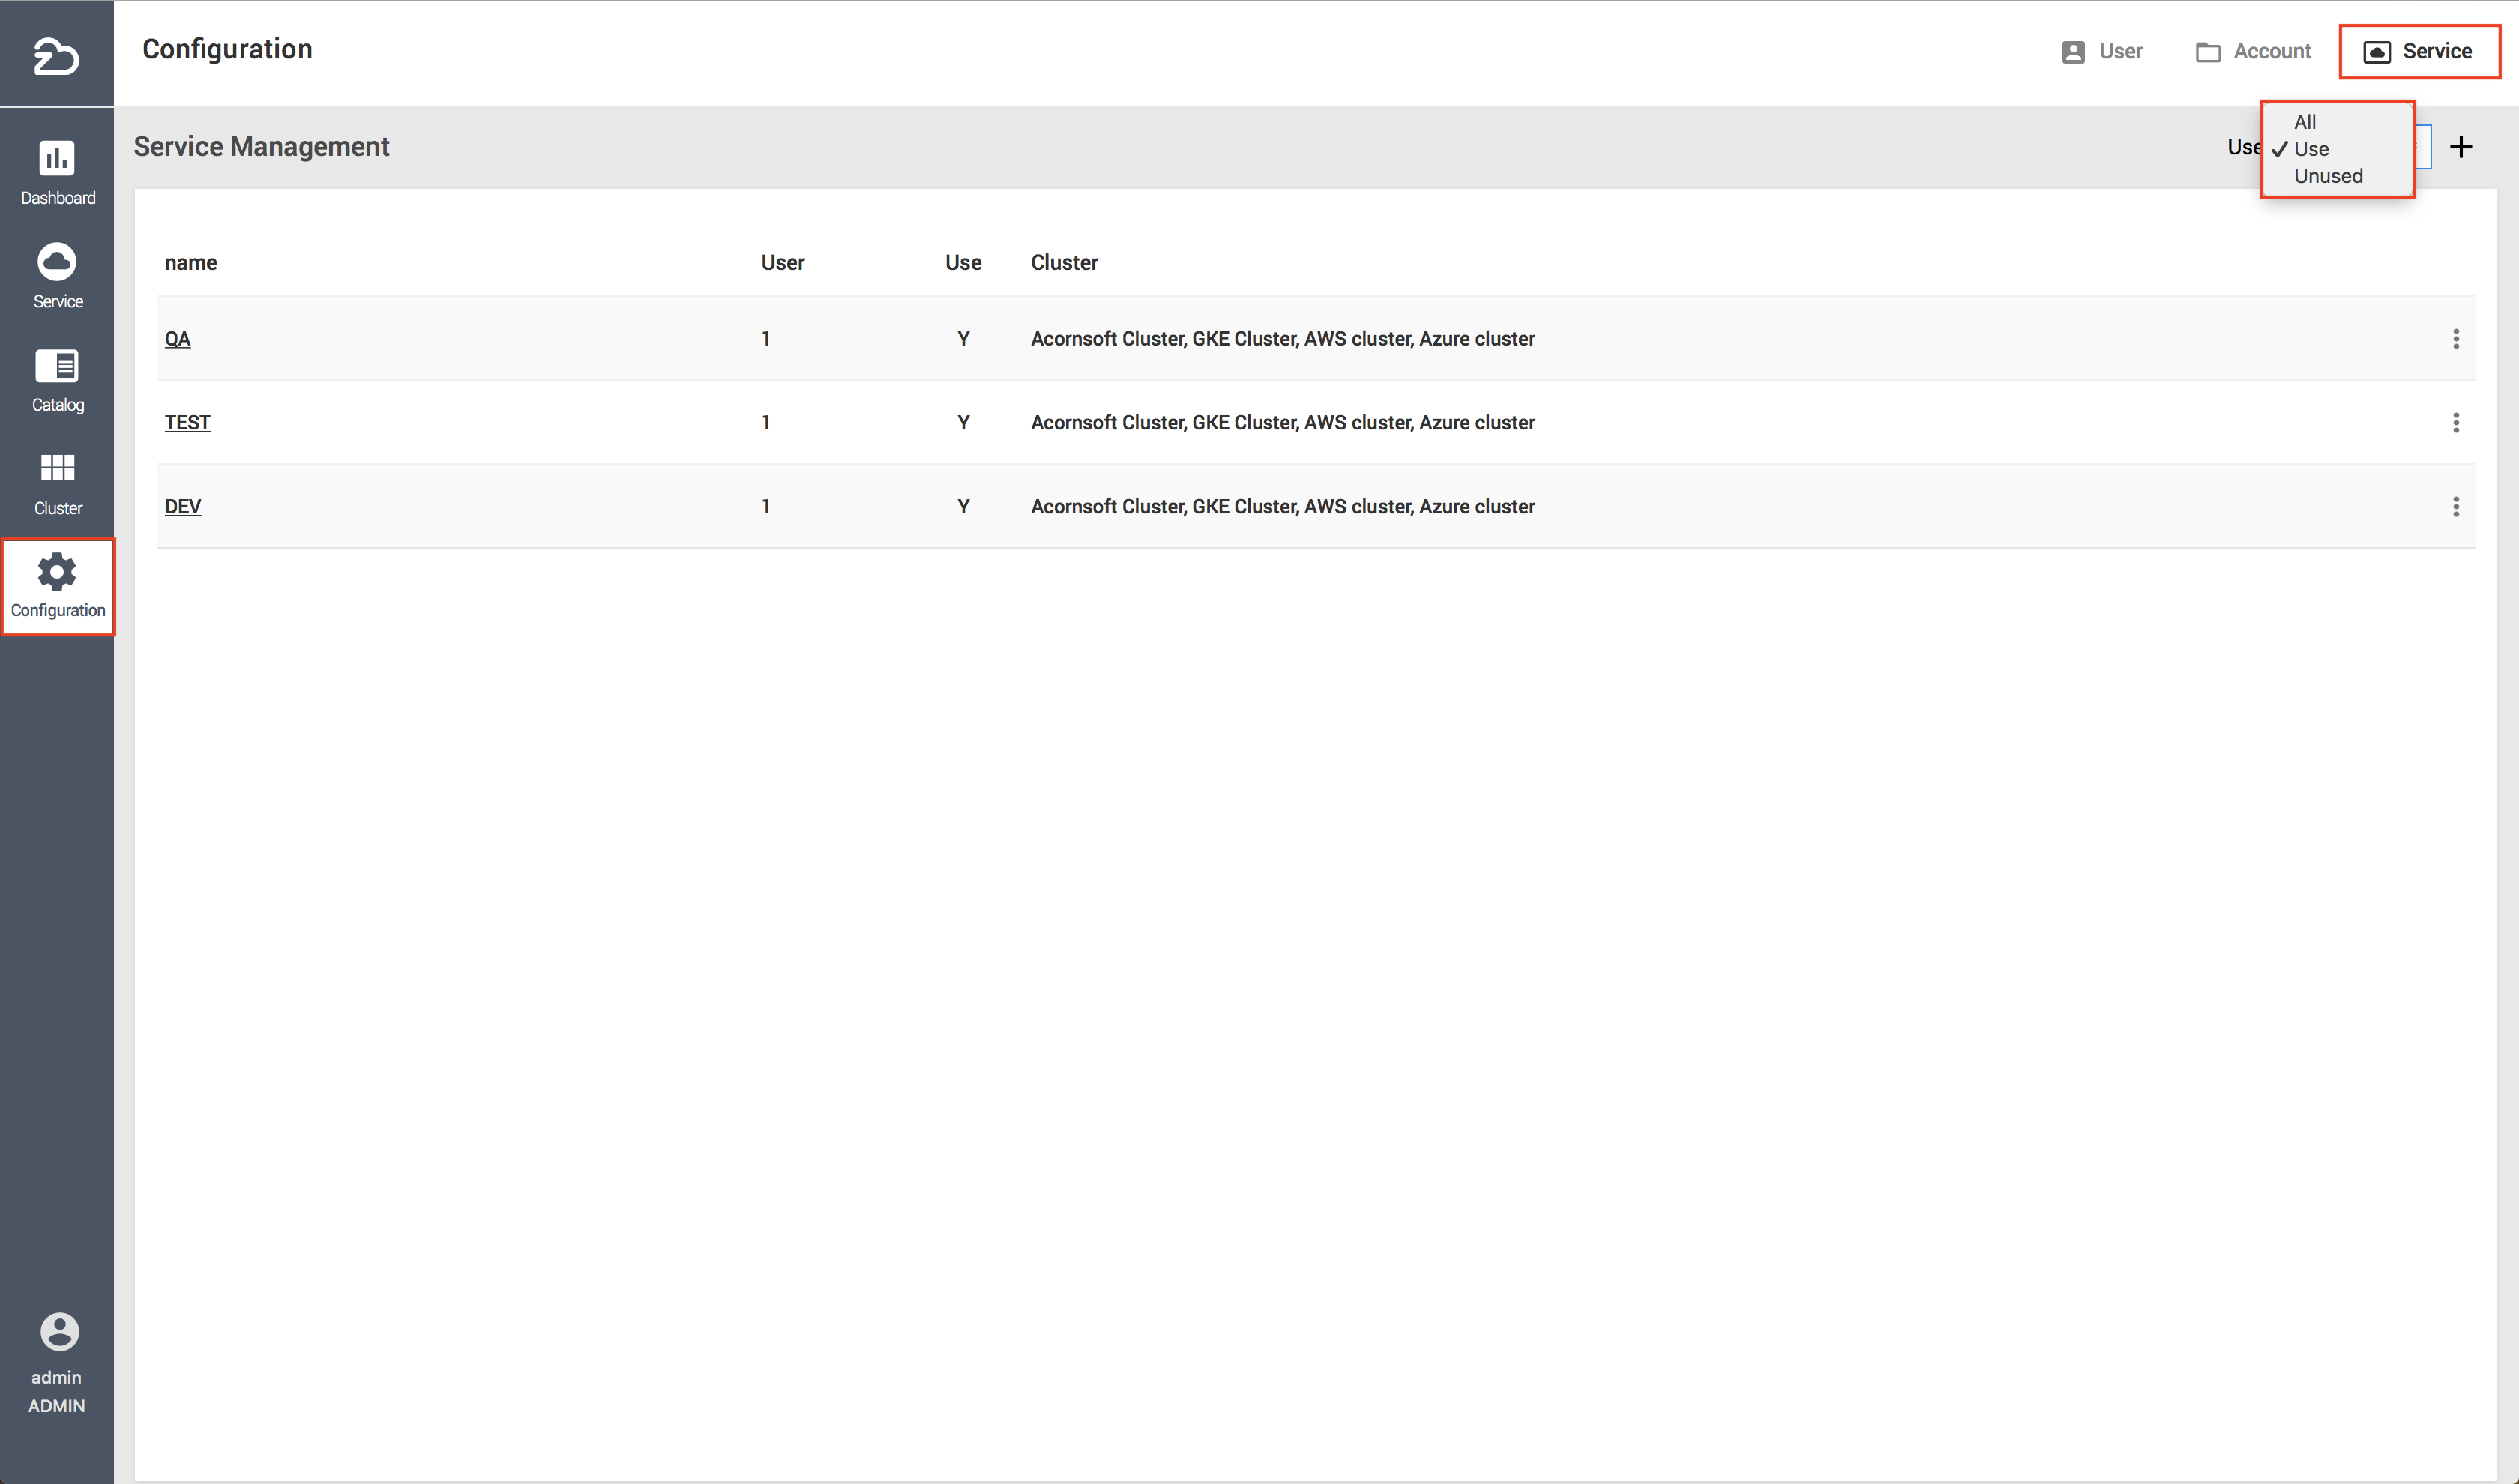 Configuration
User
Account
Service
Service Management
Use
All
✓ Use
Unused
Dashboard
Service
Catalog
Cluster
Configuration
name User Use Cluster
QA 1 Y Acornsoft Cluster, GKE Cluster, AWS cluster, Azure cluster
TEST 1 Y Acornsoft Cluster, GKE Cluster, AWS cluster, Azure cluster
DEV 1 Y Acornsoft Cluster, GKE Cluster, AWS cluster, Azure cluster
admin
ADMIN